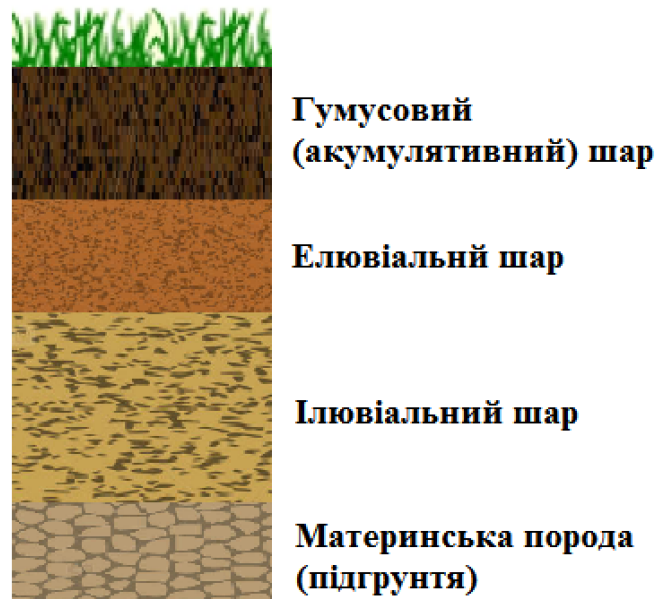 Гумусовий
(акумулятивний) шар
Елювіальнй шар
Ілювіальний шар
Материнська порода
(підгрунтя)